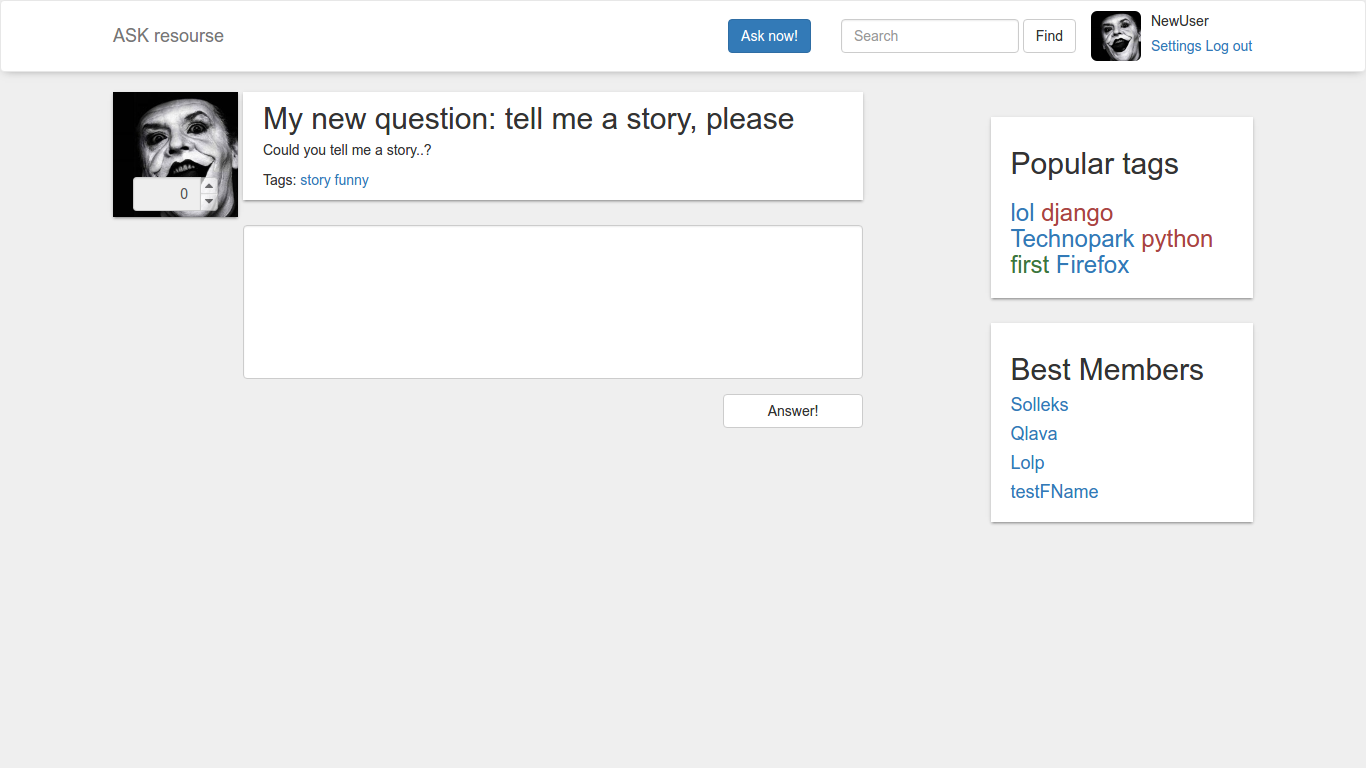 ASK resourse
Ask now!
Search
Find
NewUser
Settings Log out
0
My new question: tell me a story, please
Could you tell me a story..?
Tags: story funny
Answer!
Popular tags
lol django
Technopark python
first Firefox
Best Members
Solleks
Qlava
Lolp
testFName